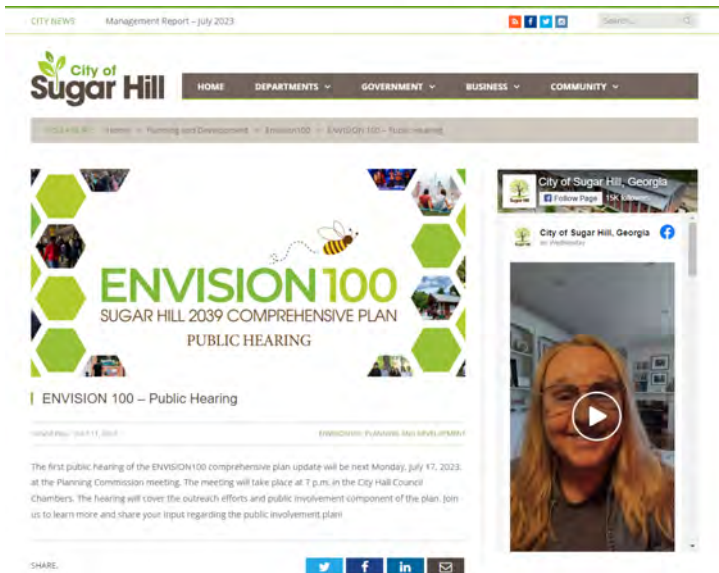 CITY NEWS Management Report – July 2023
Search...
City of
Sugar Hill
HOME DEPARTMENTS GOVERNMENT BUSINESS COMMUNITY
Home » Planning and Development » Envision100 » ENVISION 100 – Public Hearing
ENVISION100
SUGAR HILL 2039 COMPREHENSIVE PLAN
PUBLIC HEARING
ENVISION 100 – Public Hearing
ENVISION100, PLANNING AND DEVELOPMENT
The first public hearing of the ENVISION100 comprehensive plan update will be next Monday, July 17, 2023,
at the Planning Commission meeting. The meeting will take place at 7 p.m. in the City Hall Council
Chambers. The hearing will cover the outreach efforts and public involvement component of the plan. Join
us to learn more and share your input regarding the public involvement plan!
SHARE.
City of Sugar Hill, Georgia
Follow Page 15K followers
City of Sugar Hill, Georgia
on Wednesday